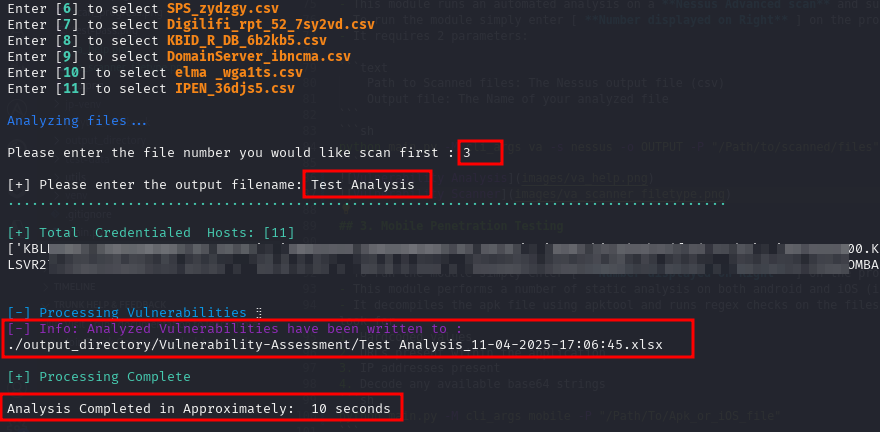 Enter [6] to select SPS_zydzgy.csv
Enter [7] to select Digilifi_rpt_52_7sy2vd.csv
Enter [8] to select KBID_R_DB_6b2kb5.csv
Enter [9] to select DomainServer_ibncma.csv
Enter [10] to select elma _wga1ts.csv
Enter [11] to select IPEN_36djs5.csv
Analyzing files...
Please enter the file number you would like scan first : 3
[+] Please enter the output filename: Test Analysis
[+] Total  Credentialed  Hosts: [11]
['KBL 00.K
LSVR2 OMBA
[-] Processing Vulnerabilities
[-] Info: Analyzed Vulnerabilities have been written to :
./output_directory/Vulnerability-Assessment/Test Analysis_11-04-2025-17:06:45.xlsx
[+] Processing Complete
Analysis Completed in Approximately:  10 seconds